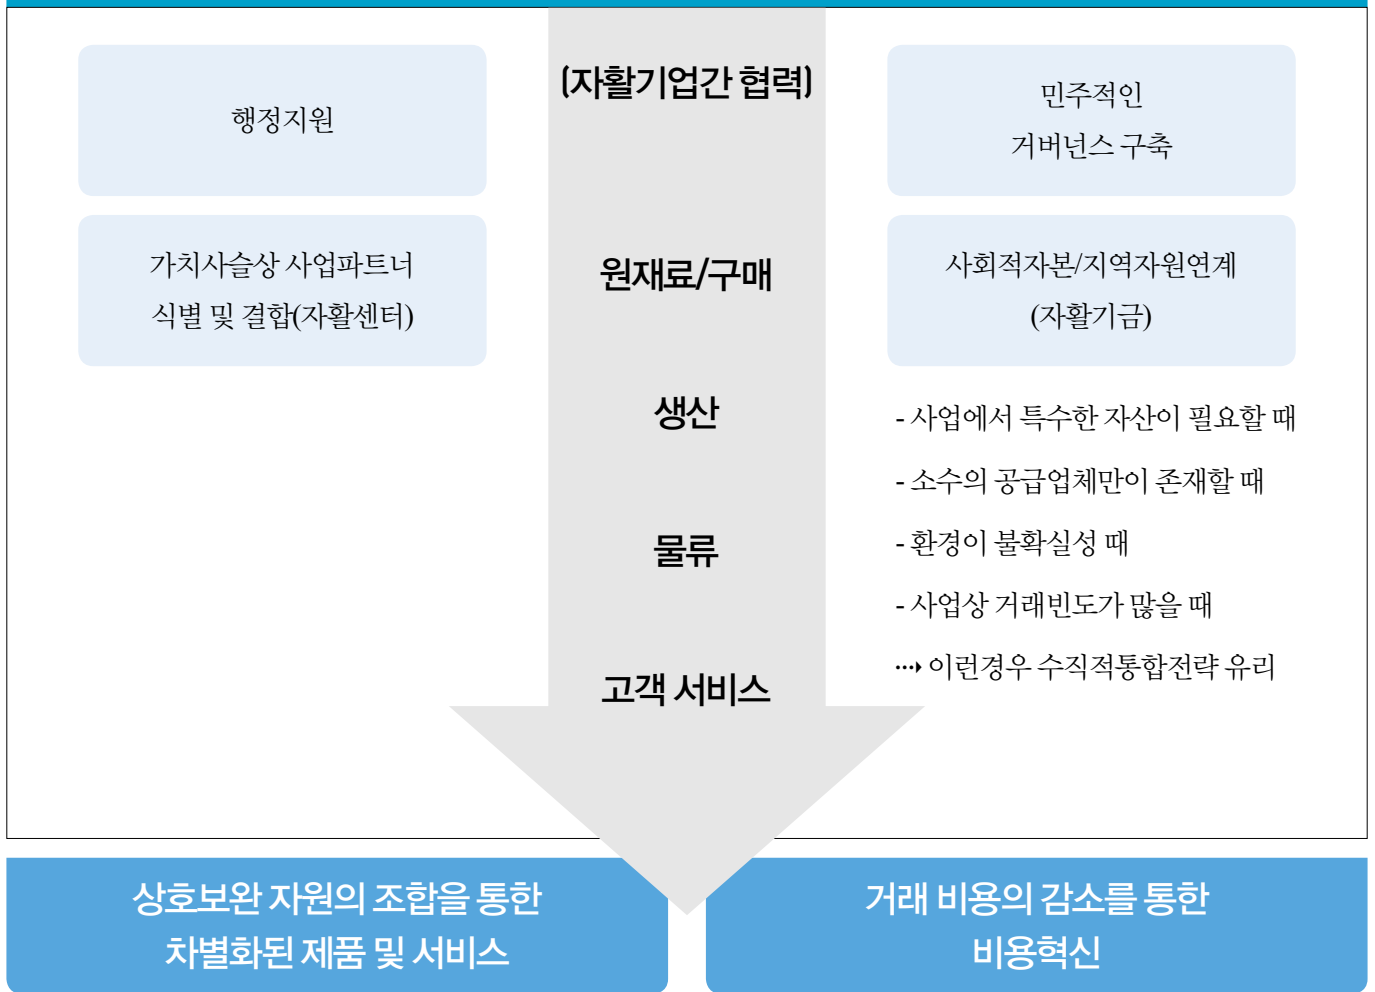 행정지원
(자활기업간 협력)
민주적인
거버넌스 구축
가치사슬상 사업파트너
식별 및 결합(자활센터)
원재료/구매
사회적자본/지역자원연계
(자활기금)
생산
물류
고객 서비스
- 사업에서 특수한 자산이 필요할 때
- 소수의 공급업체만이 존재할 때
- 환경이 불확실성 때
- 사업상 거래빈도가 많을 때
···→ 이런경우 수직적통합전략 유리
상호보완 자원의 조합을 통한
차별화된 제품 및 서비스
거래 비용의 감소를 통한
비용혁신